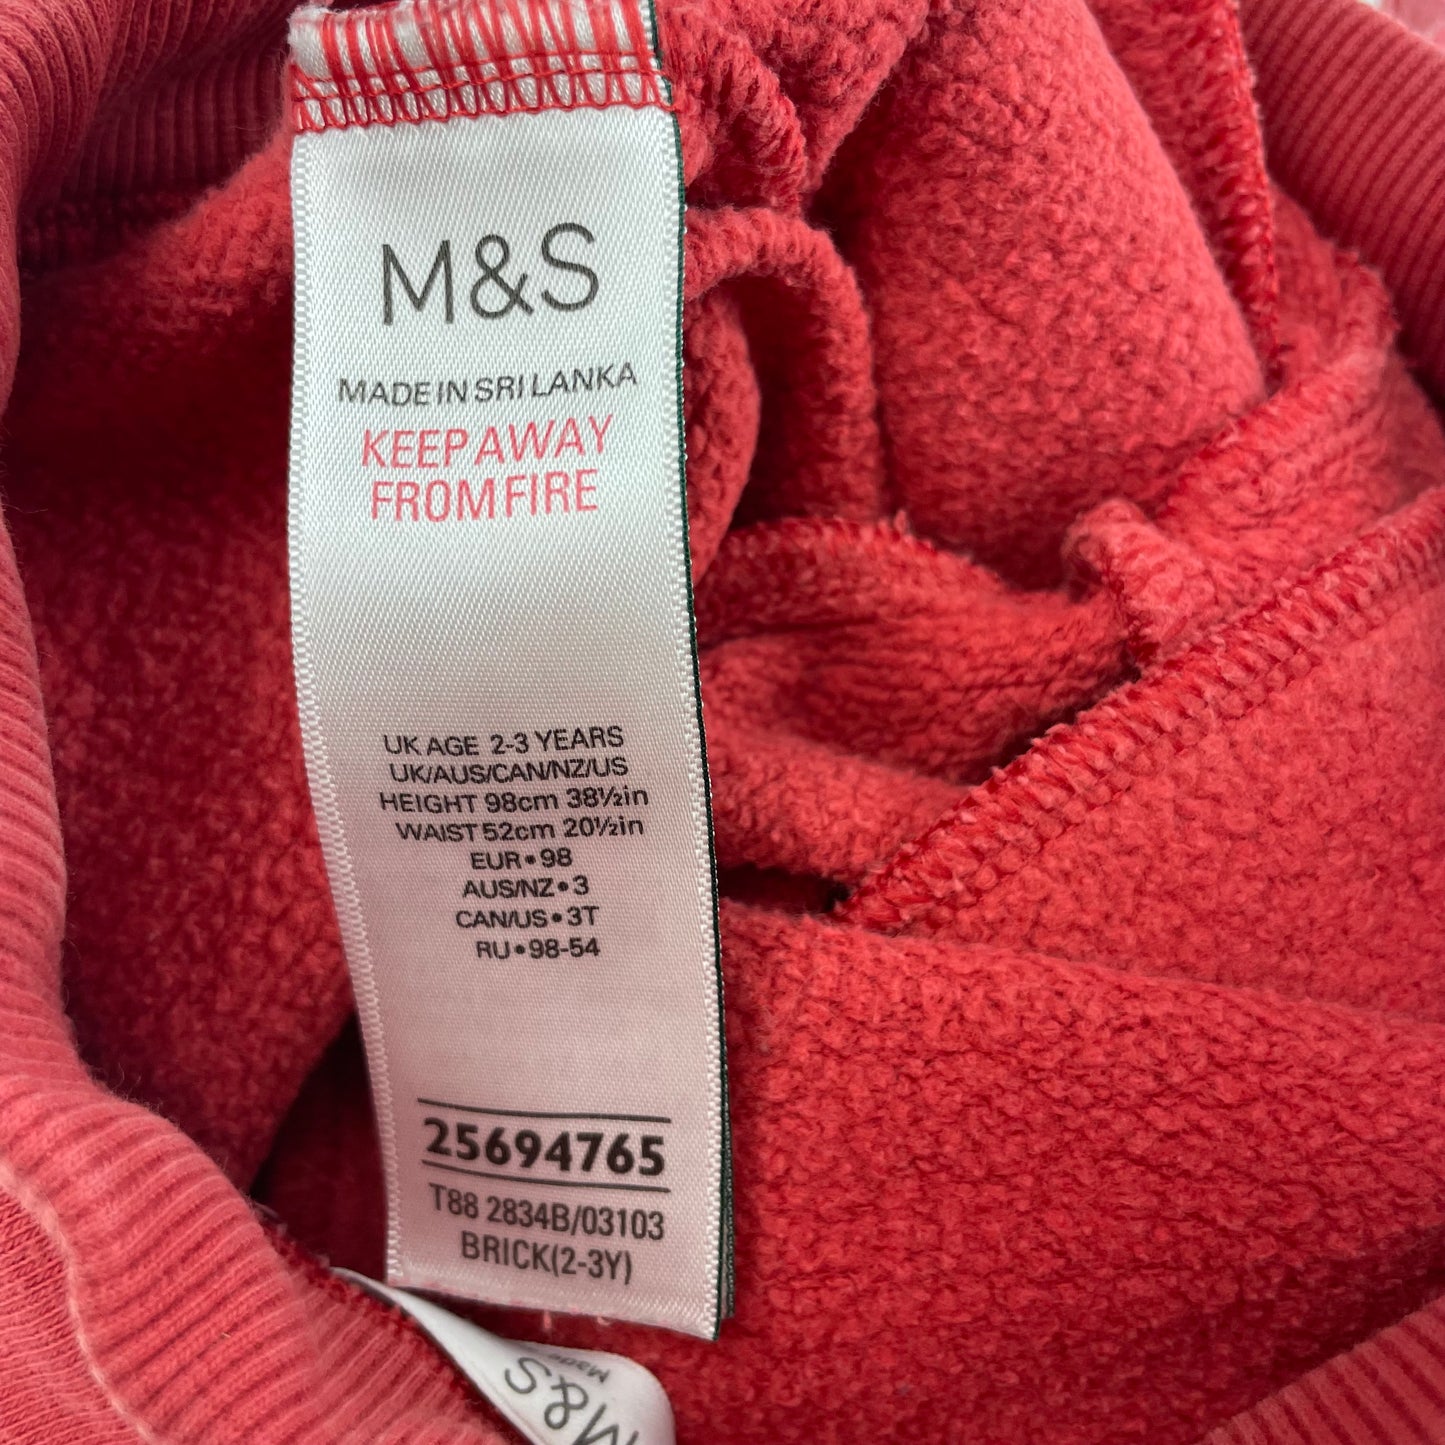 M&S
MADE IN SRI LANKA
KEEP AWAY
FROM FIRE
UK AGE 2-3 YEARS
UK/AUS/CAN/NZ/US
HEIGHT 98cm 38½in
WAIST 52cm 20½in
EUR•98
AUS/NZ•3
CAN/US•3T
RU•98-54
25694765
T88 2834B/03103
BRICK(2-3Y)
M&S
Made